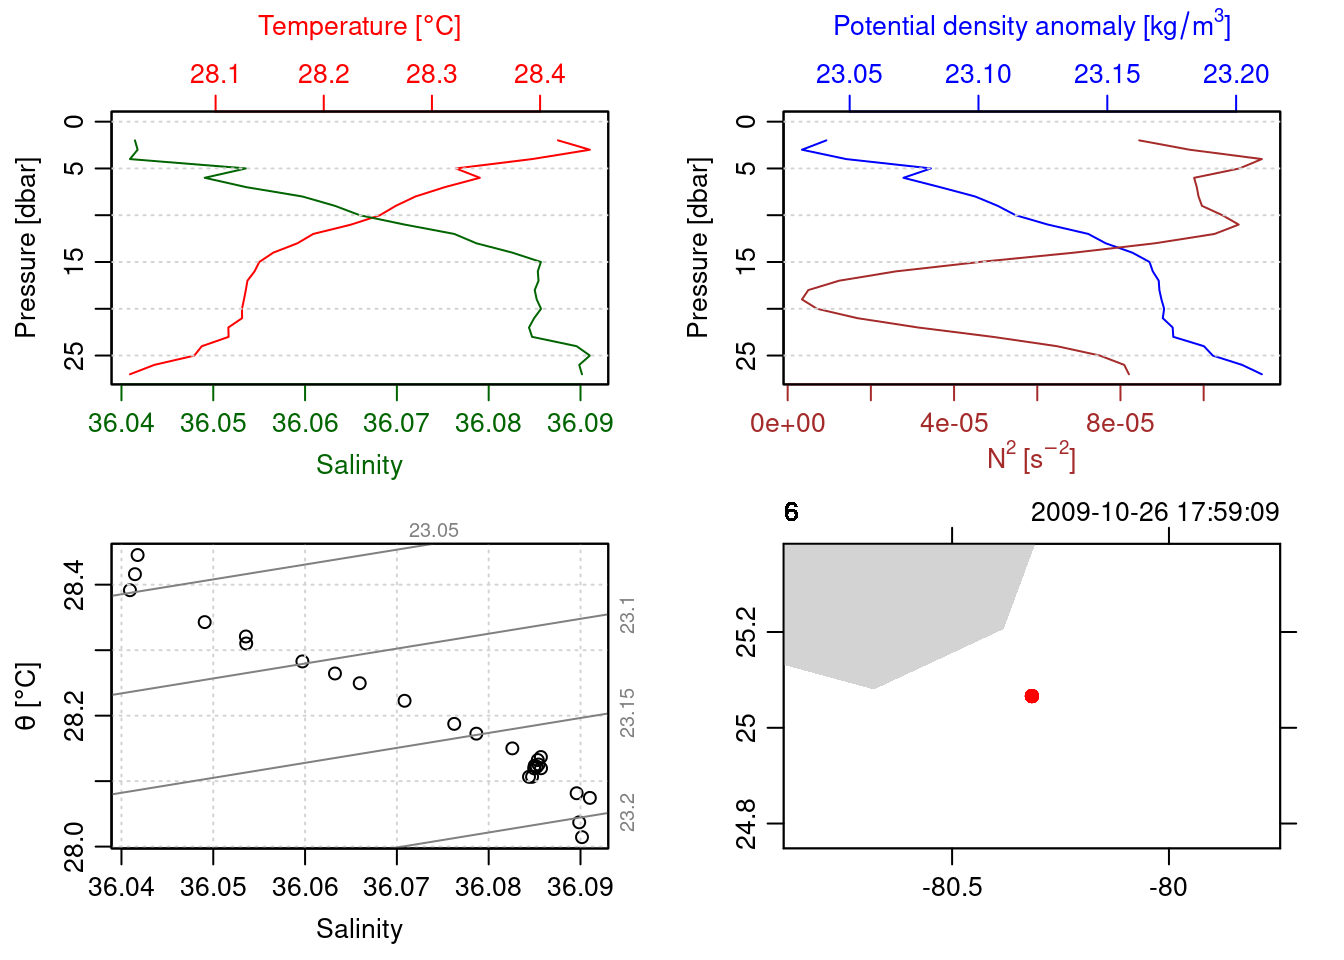 Temperature [°C]
28.1 28.2 28.3 28.4
0
5
15
25
Pressure [dbar]
36.04 36.05 36.06 36.07 36.08 36.09
Salinity
Potential density anomaly [kg/m³]
23.05 23.10 23.15 23.20
0
5
15
25
Pressure [dbar]
0e+00 4e-05 8e-05
N² [s⁻²]
23.05
23.1
23.15
23.2
28.4
28.2
28.0
θ [°C]
36.04 36.05 36.06 36.07 36.08 36.09
Salinity
2009-10-26 17:59:09
25.2
25
24.8
-80.5 -80